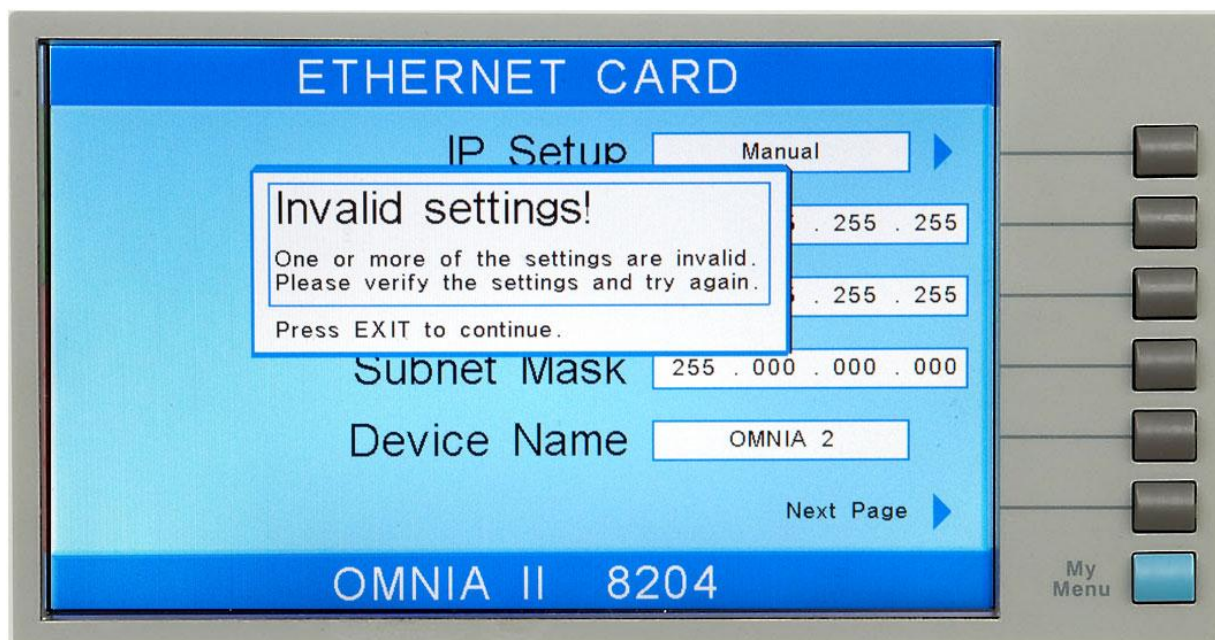 ETHERNET CARD
IP Setup Manual
Invalid settings!
. 255 . 255
One or more of the settings are invalid.
Please verify the settings and try again.
. 255 . 255
Press EXIT to continue.
Subnet Mask 255 . 000 . 000 . 000
Device Name OMNIA 2
Next Page
OMNIA II 8204
My
Menu